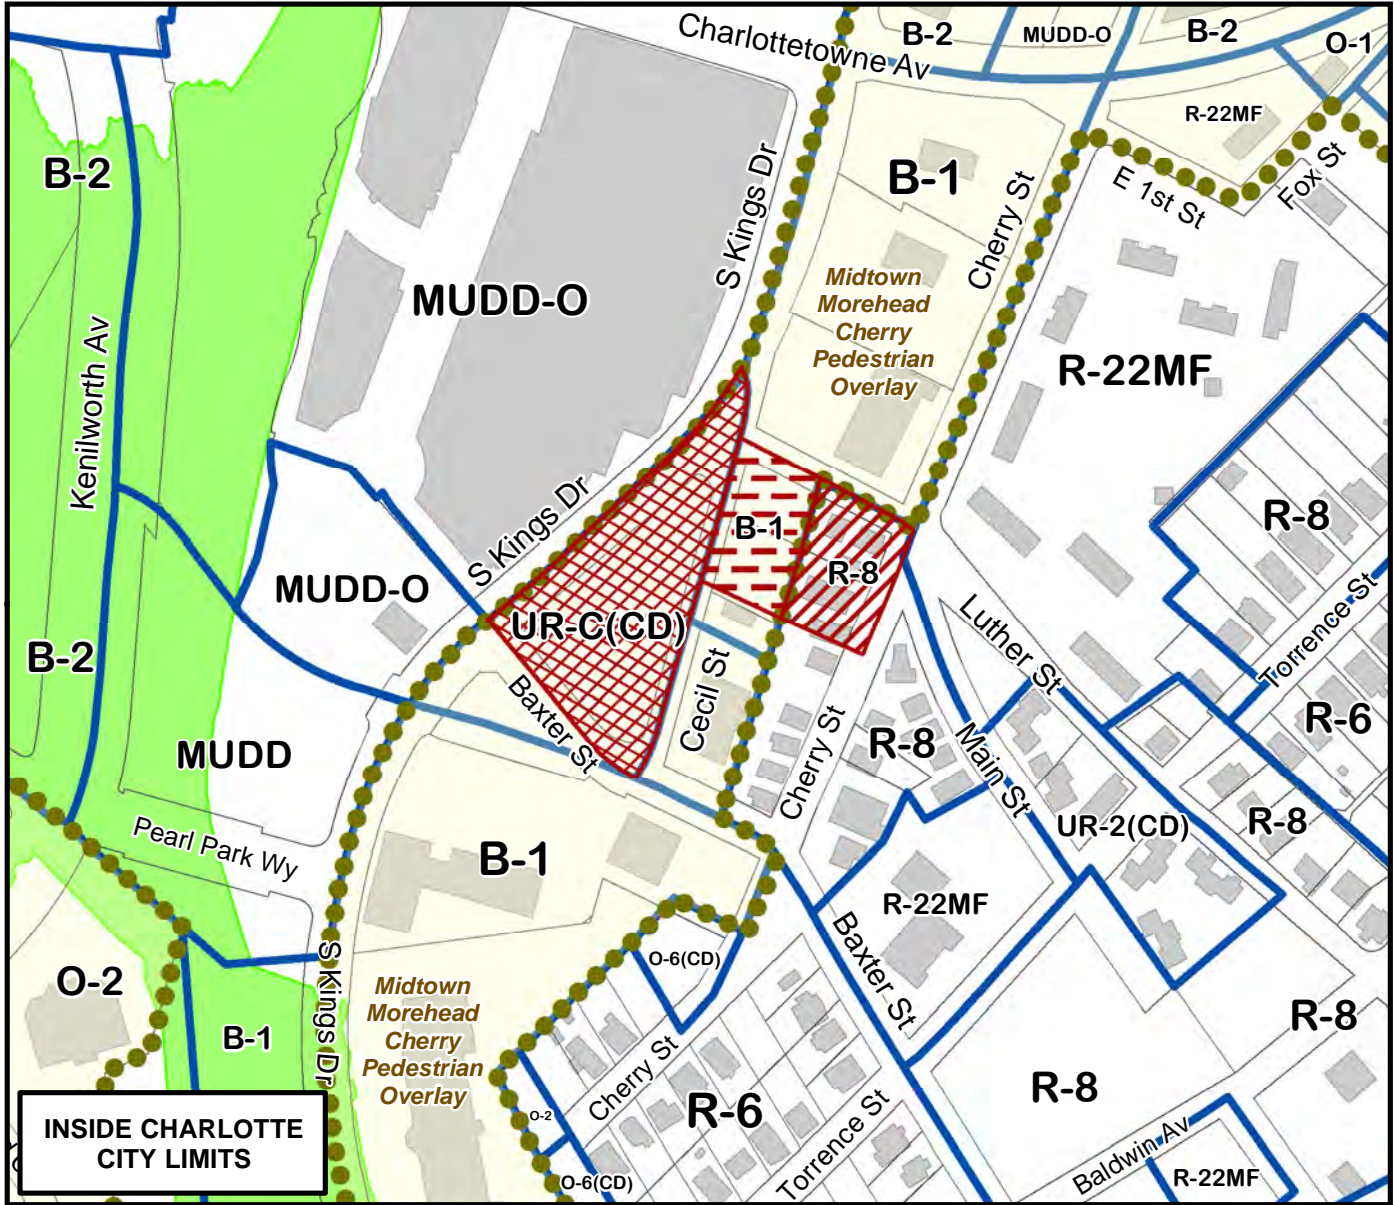 Charlottetowne Av
B-2
MUDD-O
B-2
O-1
R-22MF
B-2
B-1
S Kings Dr
Cherry St
E 1st St
Fox St
MUDD-O
Midtown
Morehead
Cherry
Pedestrian
Overlay
Kenilworth Av
R-22MF
S Kings Dr
B-1
R-8
R-8
MUDD-O
UR-C(CD)
Luther St
Torrence St
B-2
Baxter St
Cecil St
Cherry St
R-8
Main St
R-6
MUDD
UR-2(CD)
R-8
Pearl Park Wy
B-1
R-22MF
Baxter St
O-2
S Kings Dr
O-6(CD)
Midtown
Morehead
Cherry
Pedestrian
Overlay
B-1
R-8
R-8
Cherry St
R-6
O-2
Torrence St
INSIDE CHARLOTTE
CITY LIMITS
O-6(CD)
Baldwin Av
R-22MF